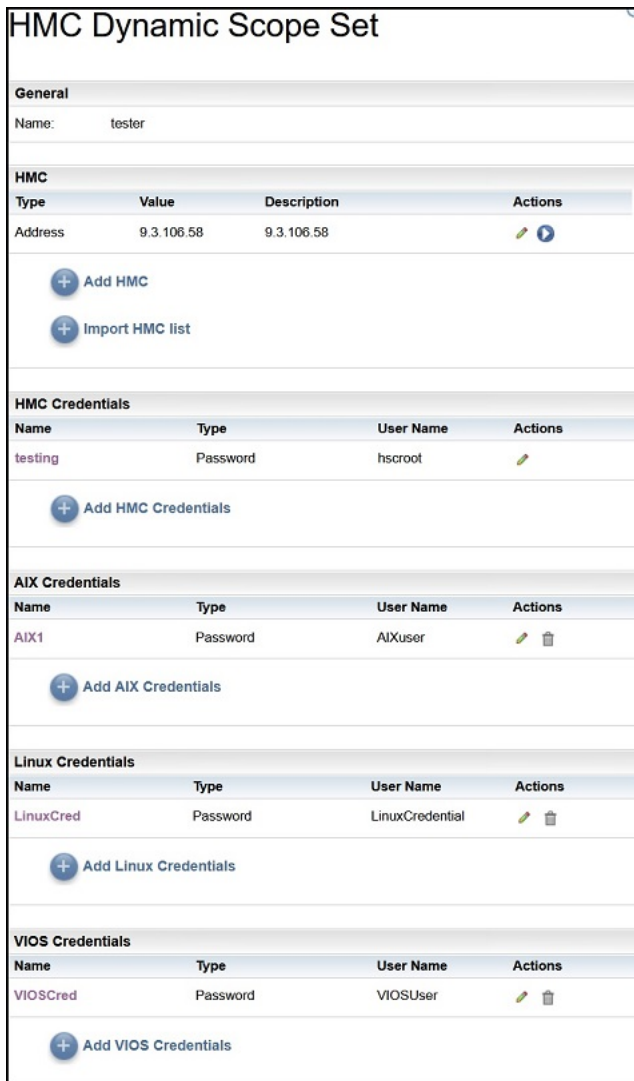 HMC Dynamic Scope Set
General
Name: tester
HMC
Type Value Description Actions
Address 9.3.106.58 9.3.106.58
Add HMC
Import HMC list
HMC Credentials
Name Type User Name Actions
testing Password hscroot
Add HMC Credentials
AIX Credentials
Name Type User Name Actions
AIX1 Password AIXuser
Add AIX Credentials
Linux Credentials
Name Type User Name Actions
LinuxCred Password LinuxCredential
Add Linux Credentials
VIOS Credentials
Name Type User Name Actions
VIOSCred Password VIOSUser
Add VIOS Credentials